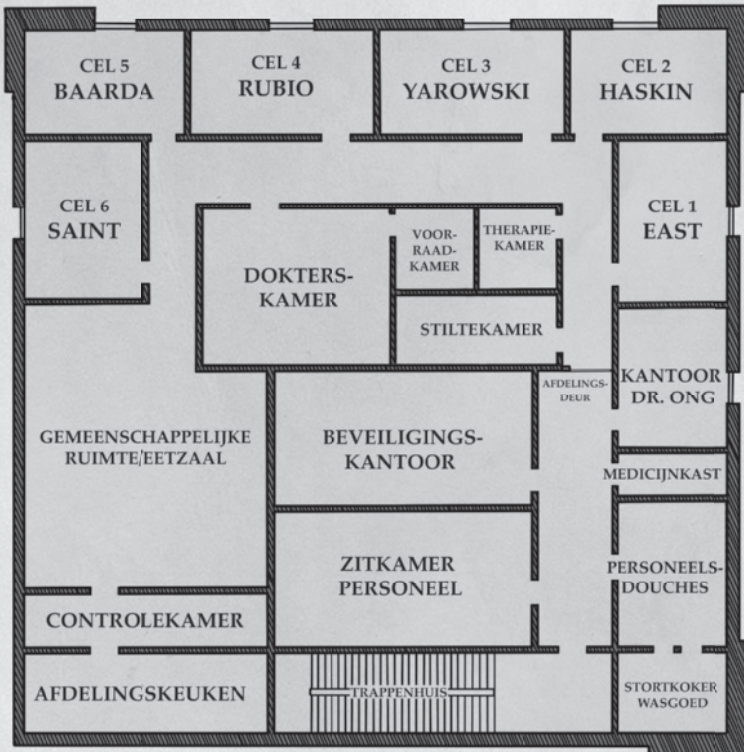 CEL 5
BAARDA
CEL 4
RUBIO
CEL 3
YAROWSKI
CEL 2
HASKIN
CEL 6
SAINT
CEL 1
EAST
DOKTERS-
KAMER
VOOR-
RAAD-
KAMER
THERAPIE-
KAMER
STILTEKAMER
AFDELINGS-
DEUR
KANTOOR
DR. ONG
GEMEENSCHAPPELIJKE
RUIMTE/EETZAAL
BEVEILIGINGS-
KANTOOR
MEDICIJNKAST
ZITKAMER
PERSONEEL
PERSONEELS-
DOUCHES
CONTROLEKAMER
AFDELINGSKEUKEN
TRAPPENHUIS
STORTKOKER
WASGOED